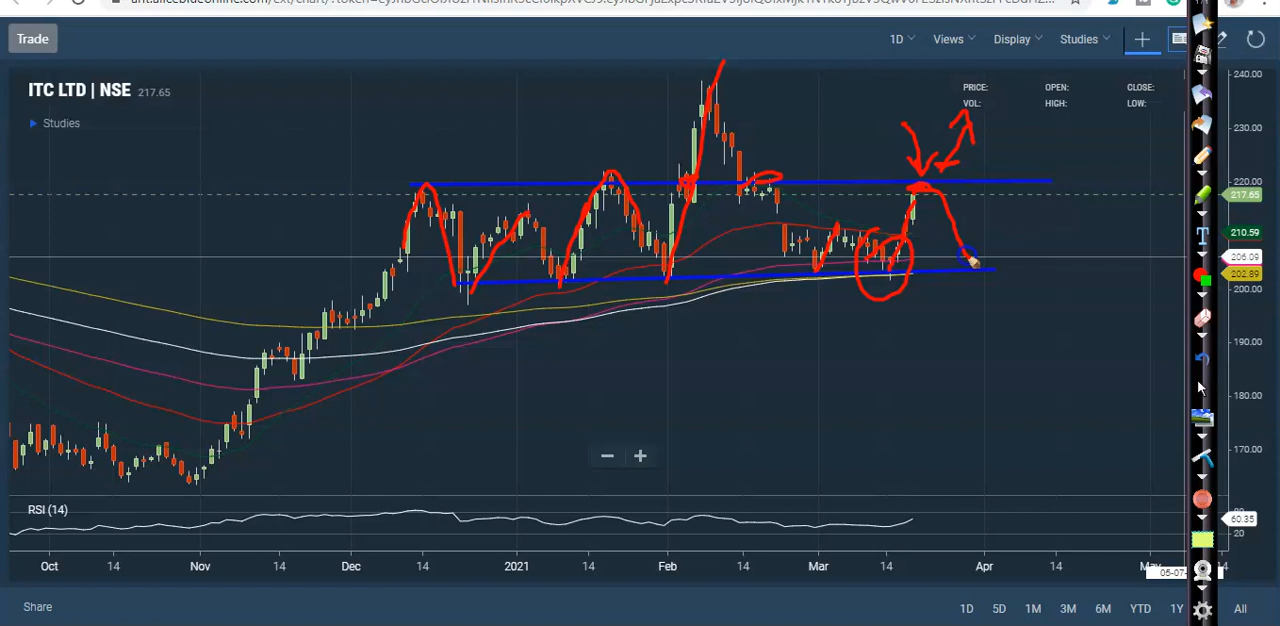 Trade
1D Views Display Studies
ITC LTD | NSE 217.65
PRICE: OPEN: CLOSE:
VOL: HIGH: LOW:
Studies
240.00
230.00
220.00
217.65
210.59
206.09
202.89
200.00
190.00
180.00
170.00
RSI (14)
60.35
20
Oct 14 Nov 14 Dec 14 2021 14 Feb 14 Mar 14 Apr 14
05-07-
Share
1D 5D 1M 3M 6M YTD 1Y All